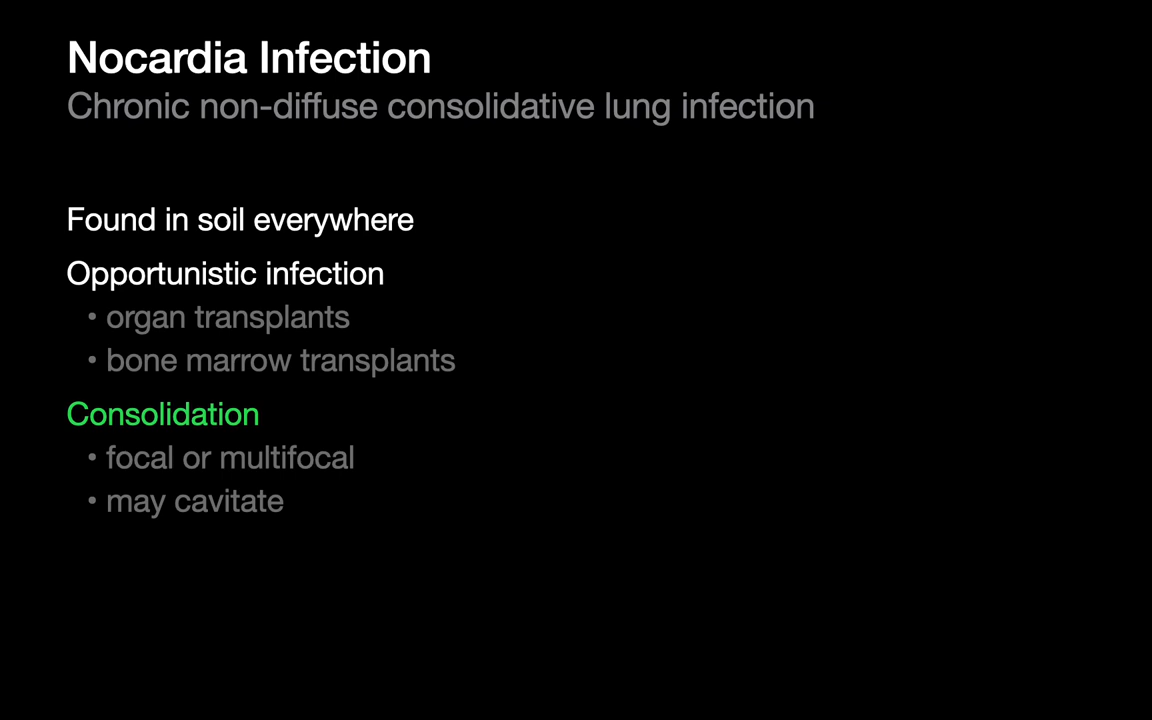 Nocardia Infection
Chronic non-diffuse consolidative lung infection
Found in soil everywhere
Opportunistic infection
• organ transplants
• bone marrow transplants
Consolidation
• focal or multifocal
• may cavitate